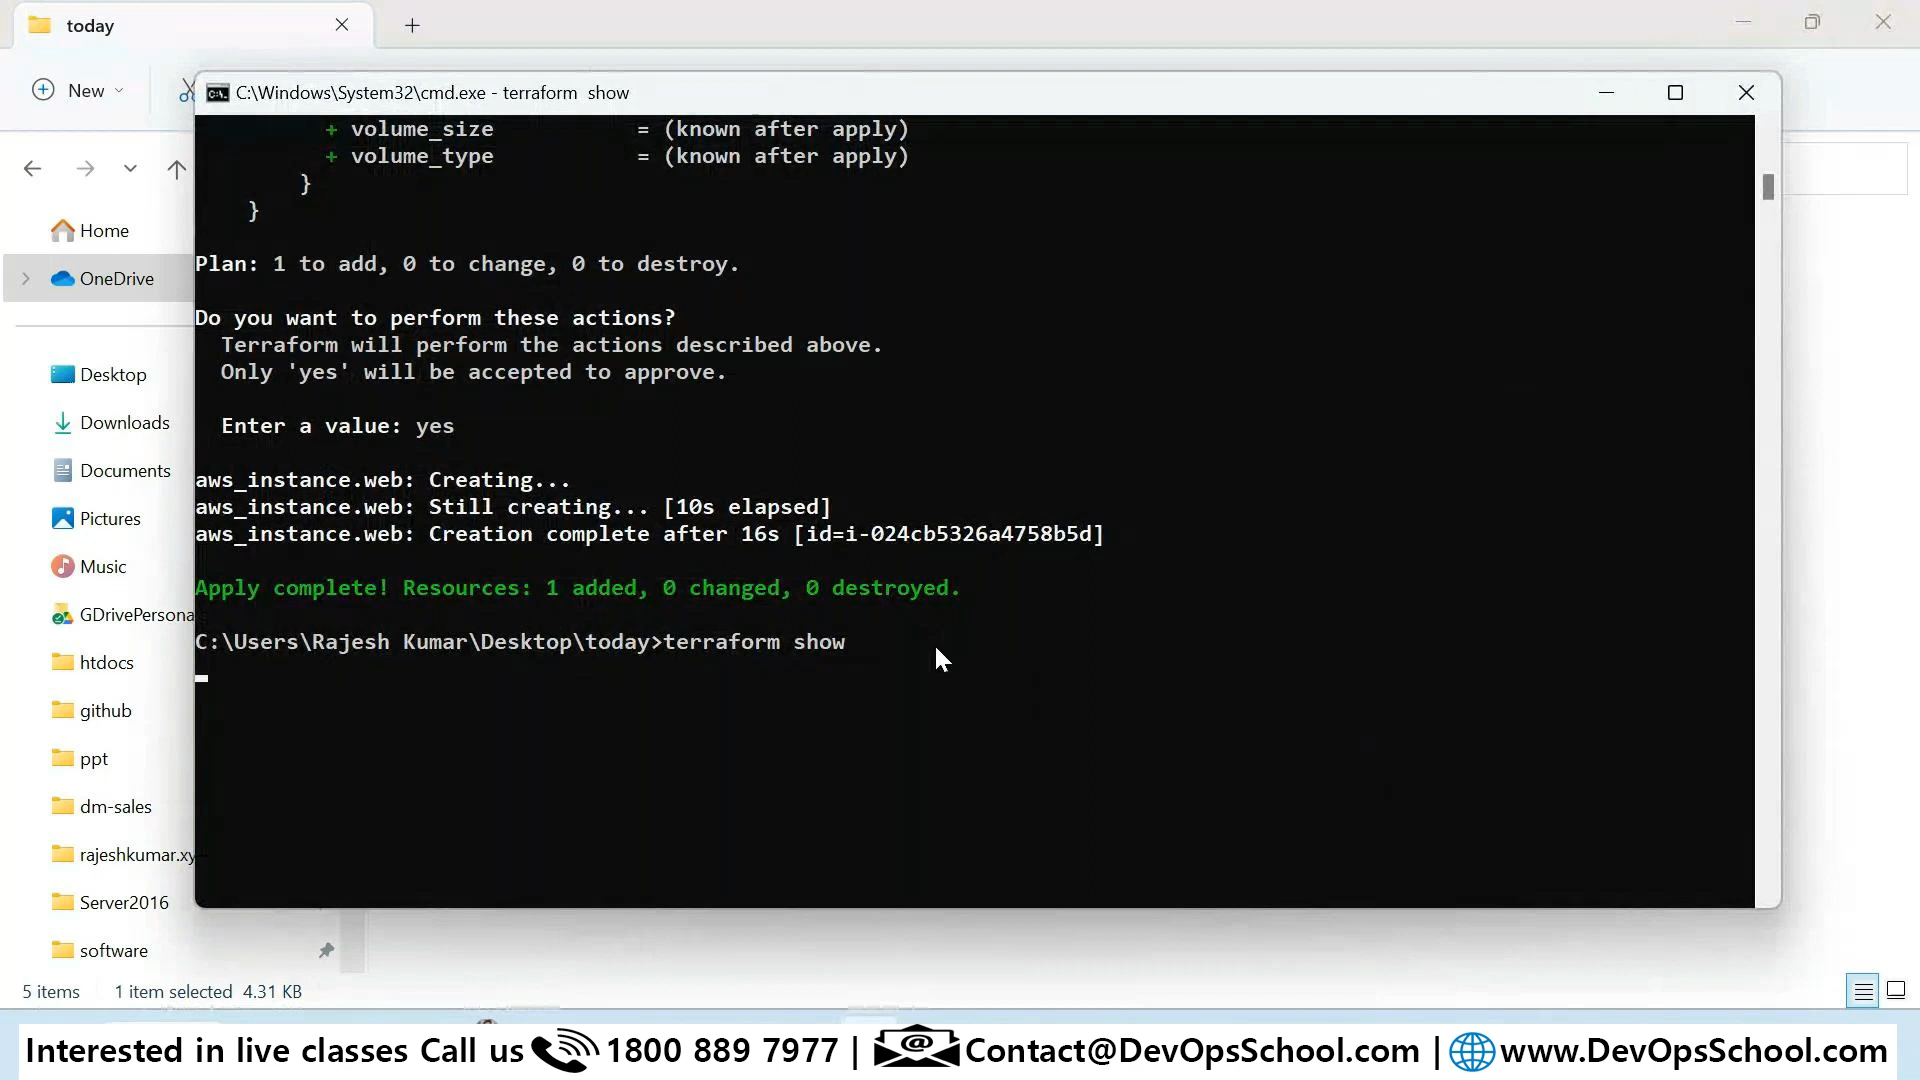 today
New
C:\Windows\System32\cmd.exe - terraform  show
Home
OneDrive
Desktop
Downloads
Documents
Pictures
Music
GDrivePersona
htdocs
github
ppt
dm-sales
rajeshkumar.xy
Server2016
software
+ volume_size           = (known after apply)
+ volume_type           = (known after apply)
}
}
Plan: 1 to add, 0 to change, 0 to destroy.
Do you want to perform these actions?
Terraform will perform the actions described above.
Only 'yes' will be accepted to approve.
Enter a value: yes
aws_instance.web: Creating...
aws_instance.web: Still creating... [10s elapsed]
aws_instance.web: Creation complete after 16s [id=i-024cb5326a4758b5d]
Apply complete! Resources: 1 added, 0 changed, 0 destroyed.
C:\Users\Rajesh Kumar\Desktop\today>terraform show
5 items 1 item selected 4.31 KB
Interested in live classes Call us 1800 889 7977 | Contact@DevOpsSchool.com | www.DevOpsSchool.com